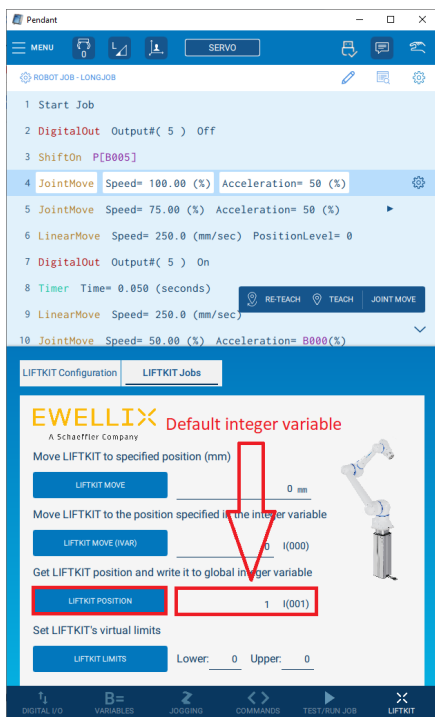 Pendant
MENU
0
SERVO
ROBOT JOB - LONGJOB
1 Start Job
2 DigitalOut Output#( 5 ) Off
3 ShiftOn P[B005]
4 JointMove Speed= 100.00 (%) Acceleration= 50 (%)
5 JointMove Speed= 75.00 (%) Acceleration= 50 (%)
6 LinearMove Speed= 250.0 (mm/sec) PositionLevel= 0
7 DigitalOut Output#( 5 ) On
8 Timer Time= 0.050 (seconds)
RE-TEACH TEACH JOINT MOVE
9 LinearMove Speed= 250.0 (mm/sec)
10 JointMove Speed= 50.00 (%) Acceleration= B000(%)
LIFTKIT Configuration LIFTKIT Jobs
EWELLIX
A Schaeffler Company
Default integer variable
Move LIFTKIT to specified position (mm)
LIFTKIT MOVE 0 mm
Move LIFTKIT to the position specified in the integer variable
LIFTKIT MOVE (IVAR) 0 I(000)
Get LIFTKIT position and write it to global integer variable
LIFTKIT POSITION 1 I(001)
Set LIFTKIT's virtual limits
LIFTKIT LIMITS Lower: 0 Upper: 0
DIGITAL I/O VARIABLES JOGGING COMMANDS TEST/RUN JOB LIFTKIT